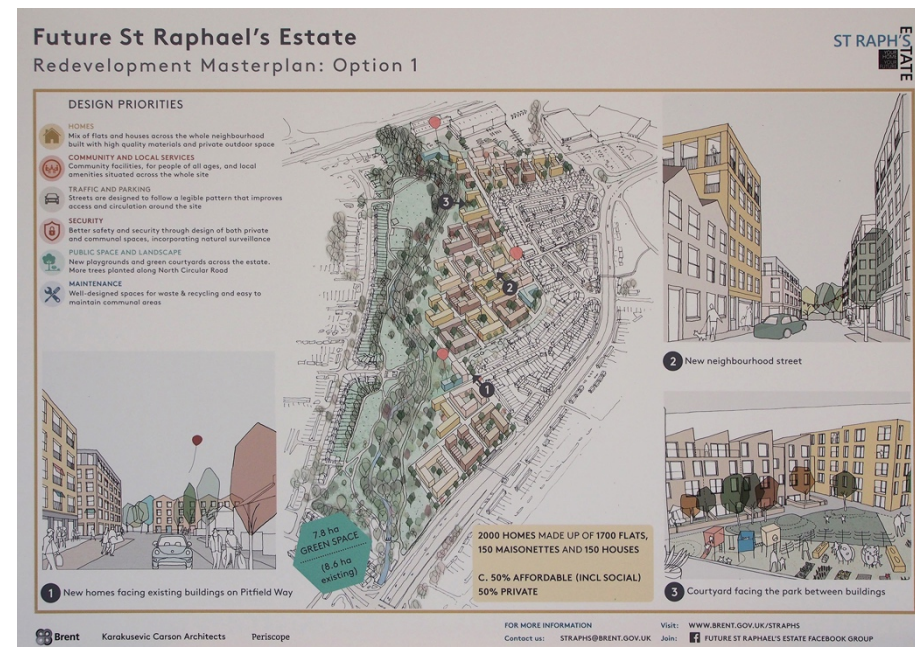 Future St Raphael's Estate
Redevelopment Masterplan: Option 1
ST RAPH'S
ESTATE
DESIGN PRIORITIES
HOMES
Mix of flats and houses across the whole neighbourhood
built with high quality materials and private outdoor space
COMMUNITY AND LOCAL SERVICES
Community facilities, for people of all ages, and local
amenities situated across the whole site
TRAFFIC AND PARKING
Streets are designed to follow a legible pattern that improves
access and circulation around the site
SECURITY
Better safety and security through design of both private
and communal spaces, incorporating natural surveillance
PUBLIC SPACE AND LANDSCAPE
New playgrounds and green courtyards across the estate.
More trees planted along North Circular Road
MAINTENANCE
Well-designed spaces for waste & recycling and easy to
maintain communal areas
3
2
1
2 New neighbourhood street
7.8 ha
GREEN SPACE
(8.6 ha
existing)
2000 HOMES MADE UP OF 1700 FLATS,
150 MAISONETTES AND 150 HOUSES
C. 50% AFFORDABLE (INCL SOCIAL)
50% PRIVATE
1 New homes facing existing buildings on Pitfield Way
3 Courtyard facing the park between buildings
Brent Karakusevic Carson Architects Periscope
FOR MORE INFORMATION Visit: WWW.BRENT.GOV.UK/STRAPHS
Contact us: STRAPHS@BRENT.GOV.UK Join: FUTURE ST RAPHAEL'S ESTATE FACEBOOK GROUP